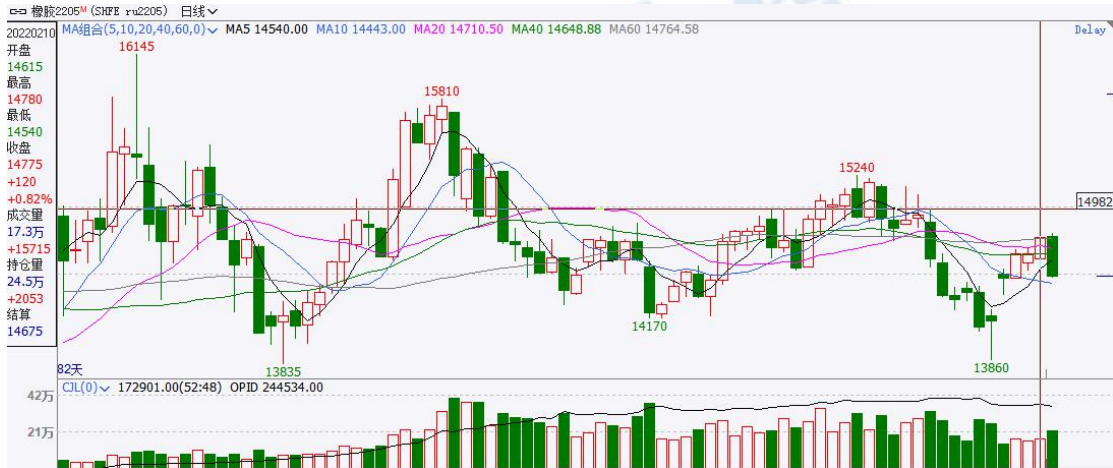 橡胶2205M (SHFE ru2205) 日线
20220210
MA组合(5,10,20,40,60,0) MA5 14540.00 MA10 14443.00 MA20 14710.50 MA40 14648.88 MA60 14764.58
Delay
开盘
14615
最高
14780
最低
14540
收盘
14775
+120
+0.82%
成交量
17.3万
+15715
持仓量
24.5万
+2053
结算
14675
16145
15810
15240
14982
14170
13835
13860
82天
CJL(0) 172901.00(52:48) OPID 244534.00
42万
21万